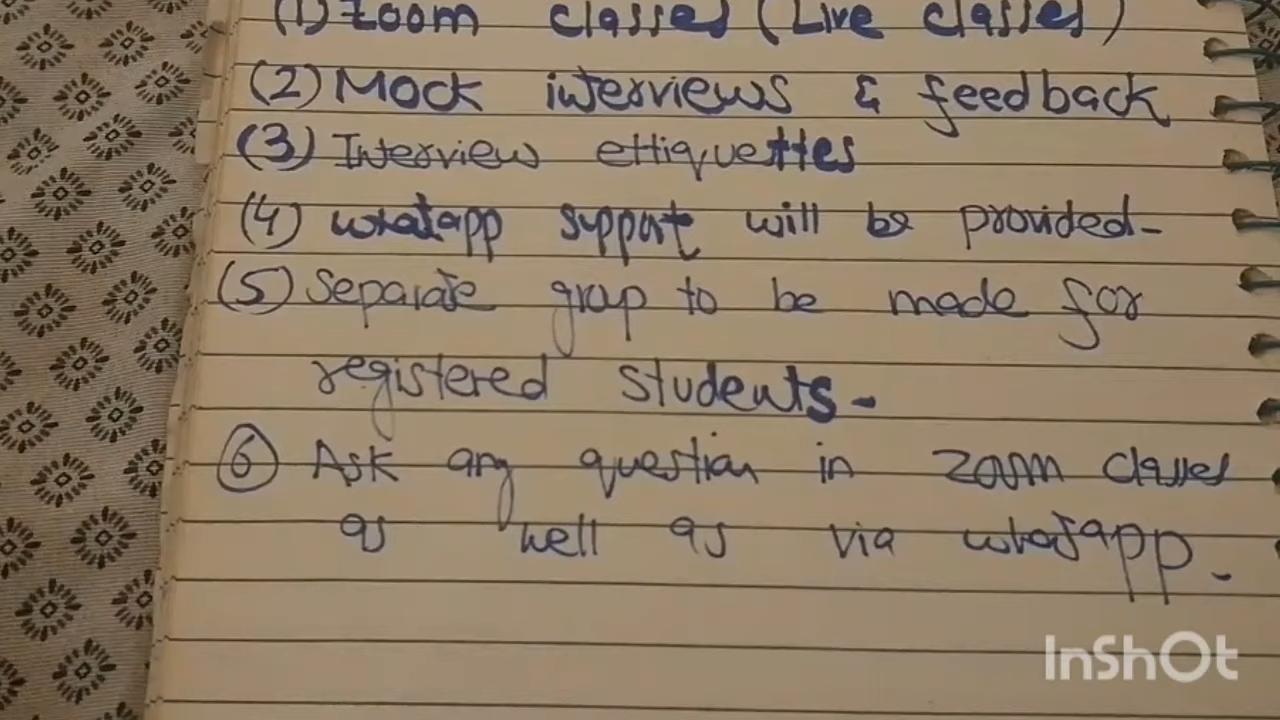 (1) Zoom classes (Live classes)
(2) Mock interviews & feedback
(3) Interview ettiquettes
(4) whatapp support will be provided-
(5) Separate group to be made for
registered students-
(6) Ask any question in zoom classes
as well as via whatsapp.
InShOt